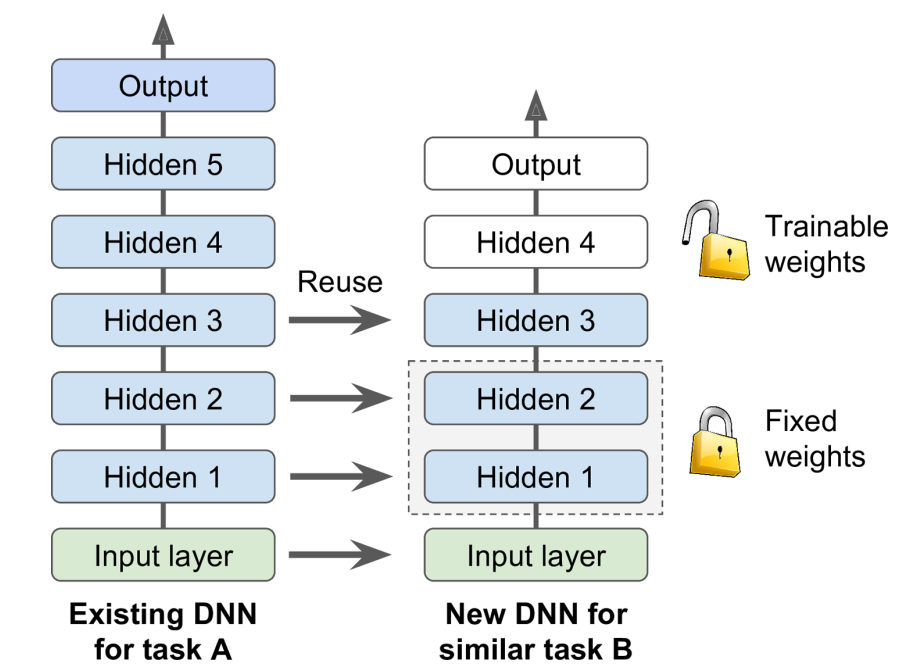 Output
Hidden 5
Hidden 4
Hidden 3
Hidden 2
Hidden 1
Input layer
Existing DNN
for task A
Reuse
Output
Hidden 4
Hidden 3
Hidden 2
Hidden 1
Input layer
New DNN for
similar task B
Trainable
weights
Fixed
weights